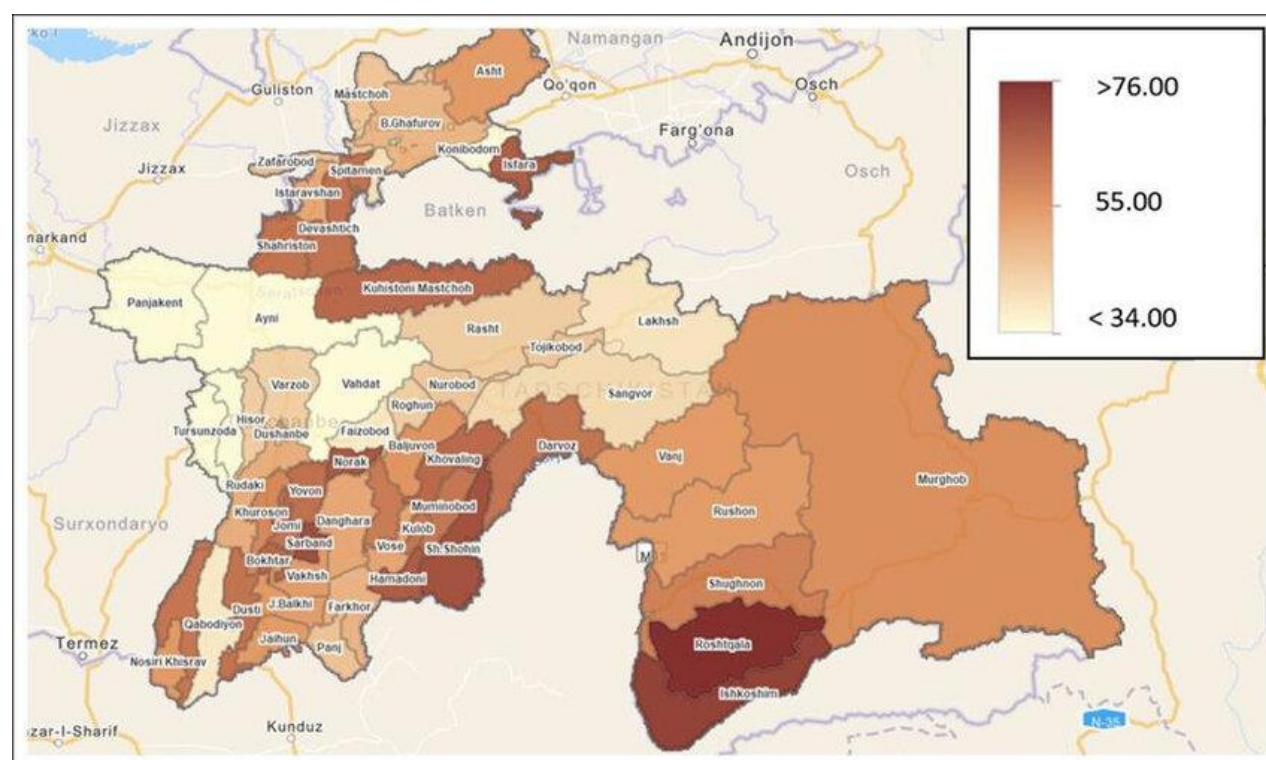 Namangan
Andijon
>76.00
Asht
Qo'qon
Osch
Guliston
Mastchoh
B.Ghafurov
Jizzax
Farg'ona
55.00
Konibodom
Isfara
Zafarobod
Spitamen
Jizzax
Osch
Istaravshan
Batken
Devashtich
narkand
Shahriston
Kuhistoni Mastchoh
Panjakent
Ayni
Lakhsh
< 34.00
Rasht
Tojikobod
Varzob
Vahdat
Nurobod
TADSCHIKISTAN
Sangvor
Roghun
Hisor
Tursunzoda
Dushanbe
Faizobod
Baljuvon
Darvoz
Norak
Khovaling
Vanj
Rudaki
Yovon
Murghob
Khuroson
Muminobod
Rushon
Surxondaryo
Jomi
Danghara
Kulob
Sarband
Vose
Sh.Shohin
Bokhtar
M
Vakhsh
Hamadoni
Shughnon
Dusti
J.Balkhi
Farkhor
Qabodiyon
Termez
Jaihun
Panj
Roshtqala
Nosiri Khisrav
Ishkoshim
Kunduz
N-35
zar-I-Sharif